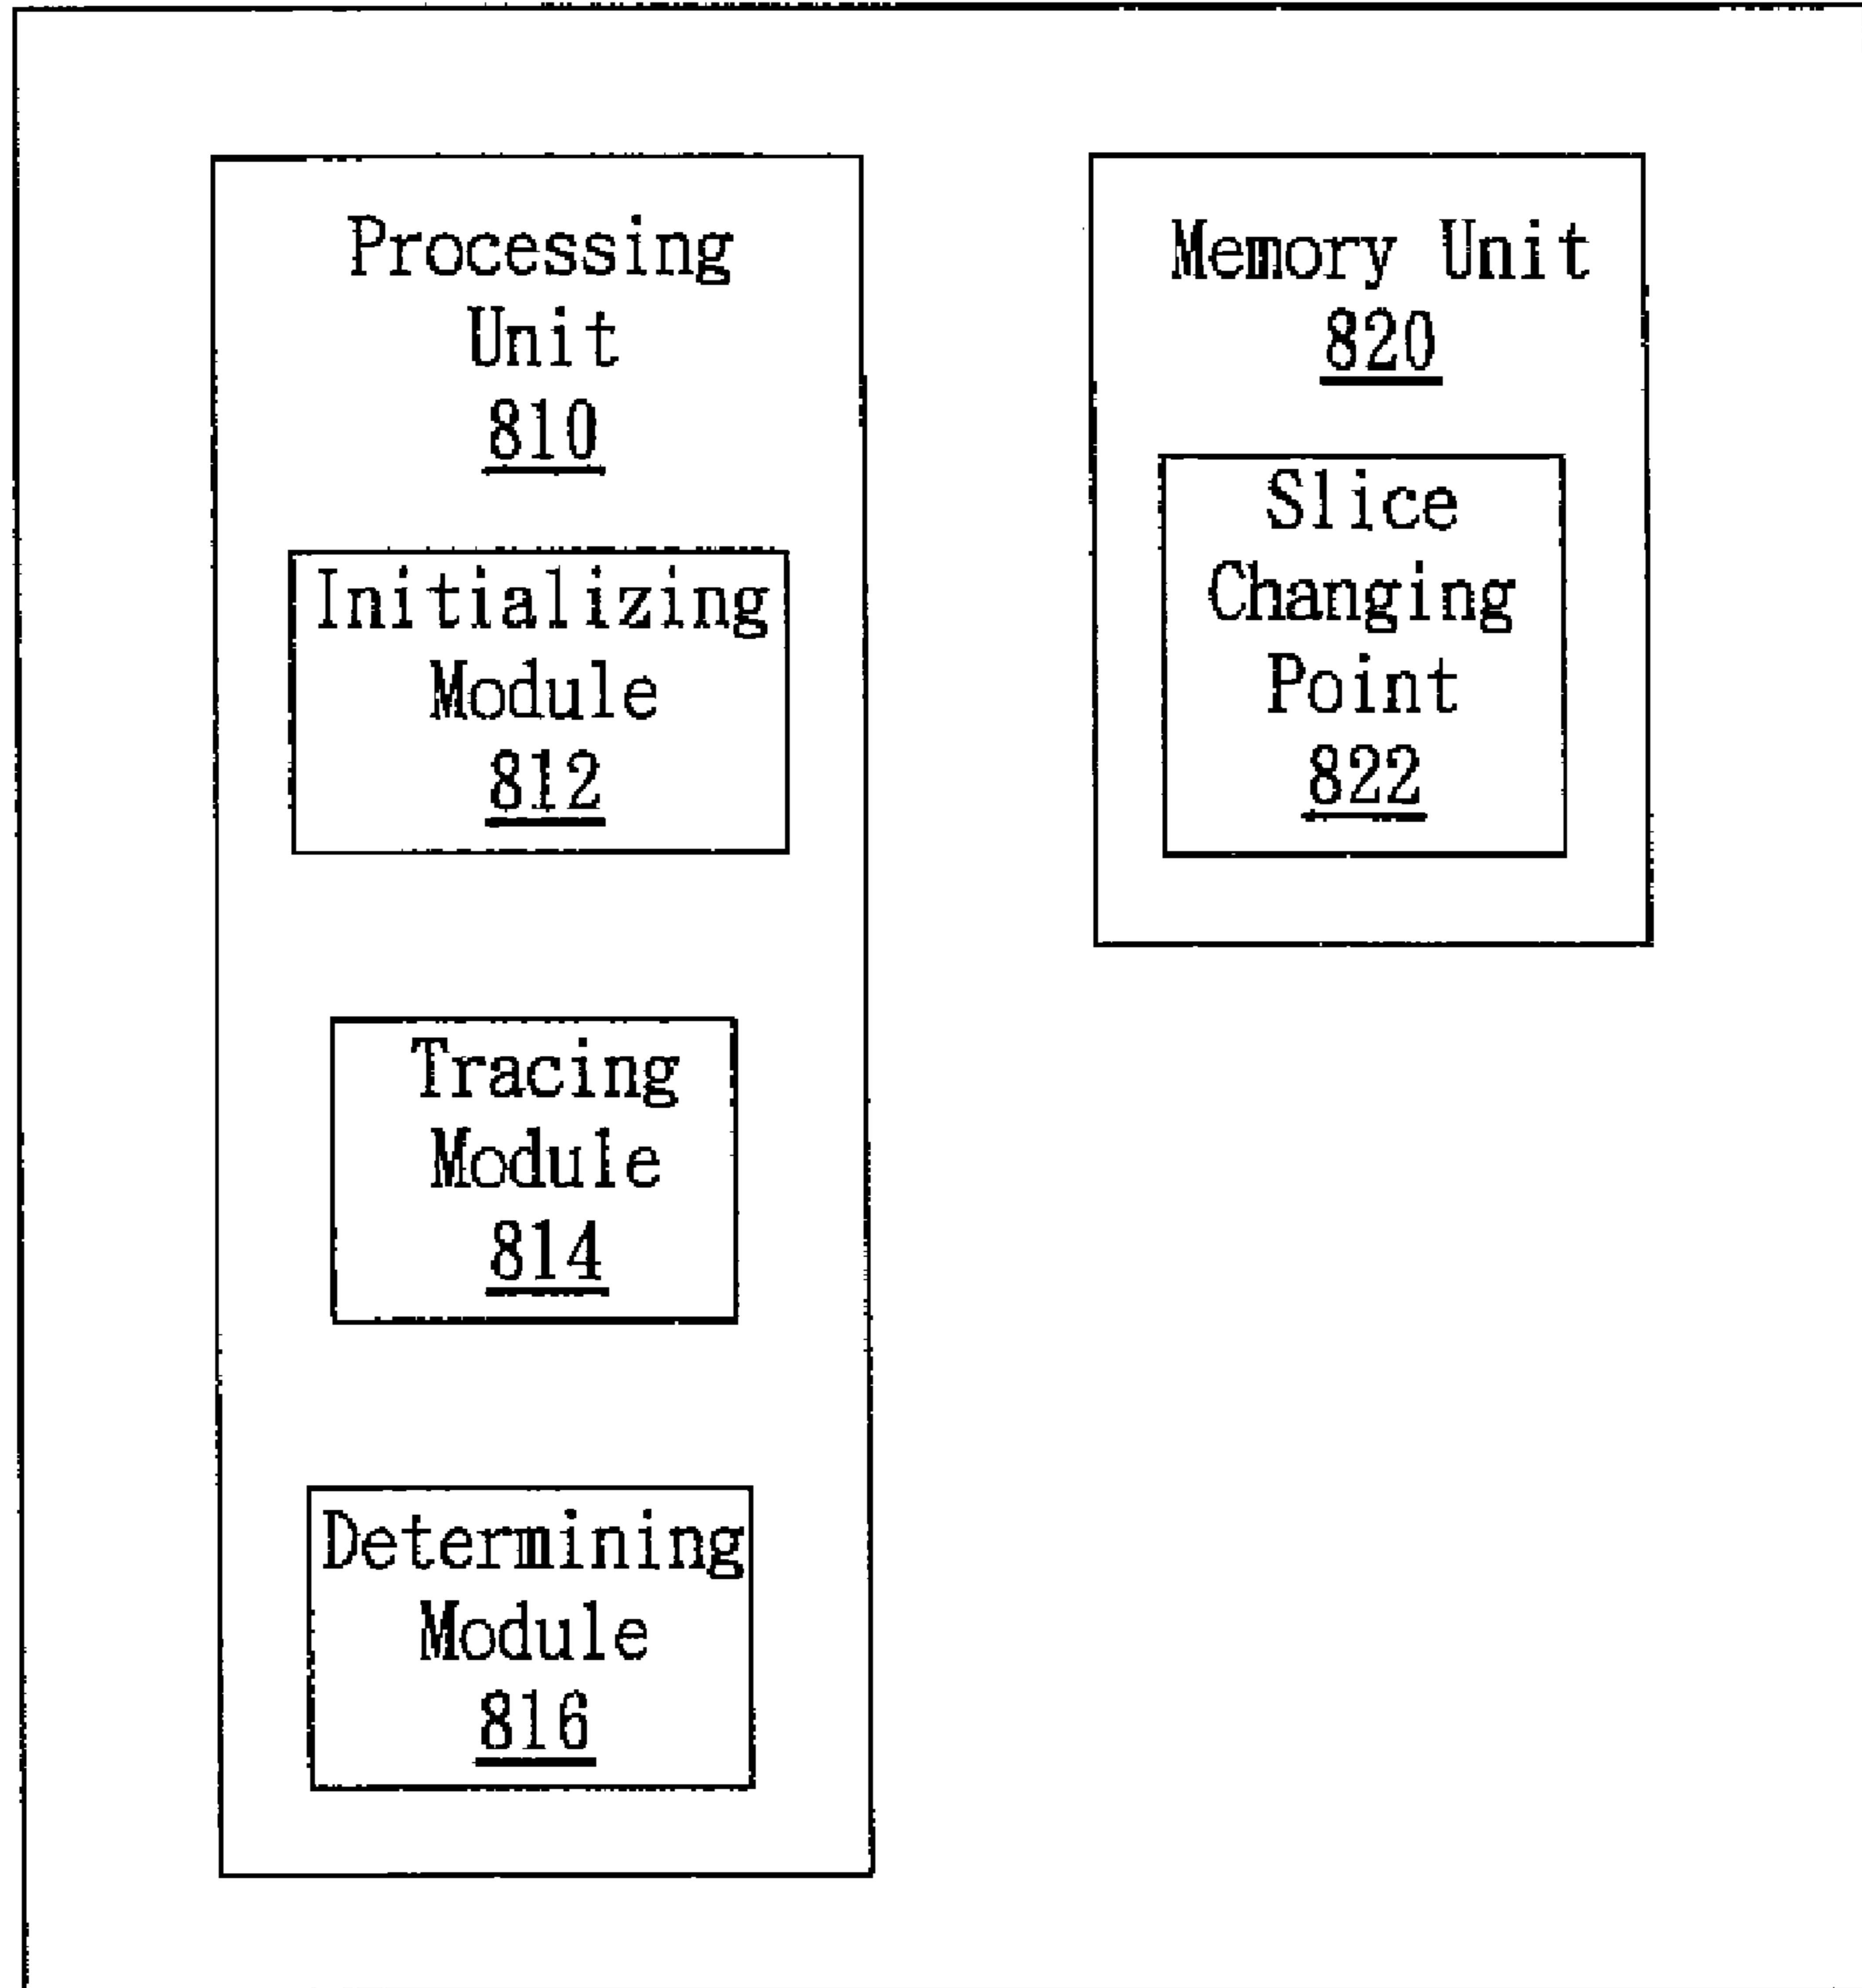 Processing
Unit
810
Initializing
Module
812
Tracing
Module
814
Determining
Module
816
Memory Unit
820
Slice
Changing
Point
822